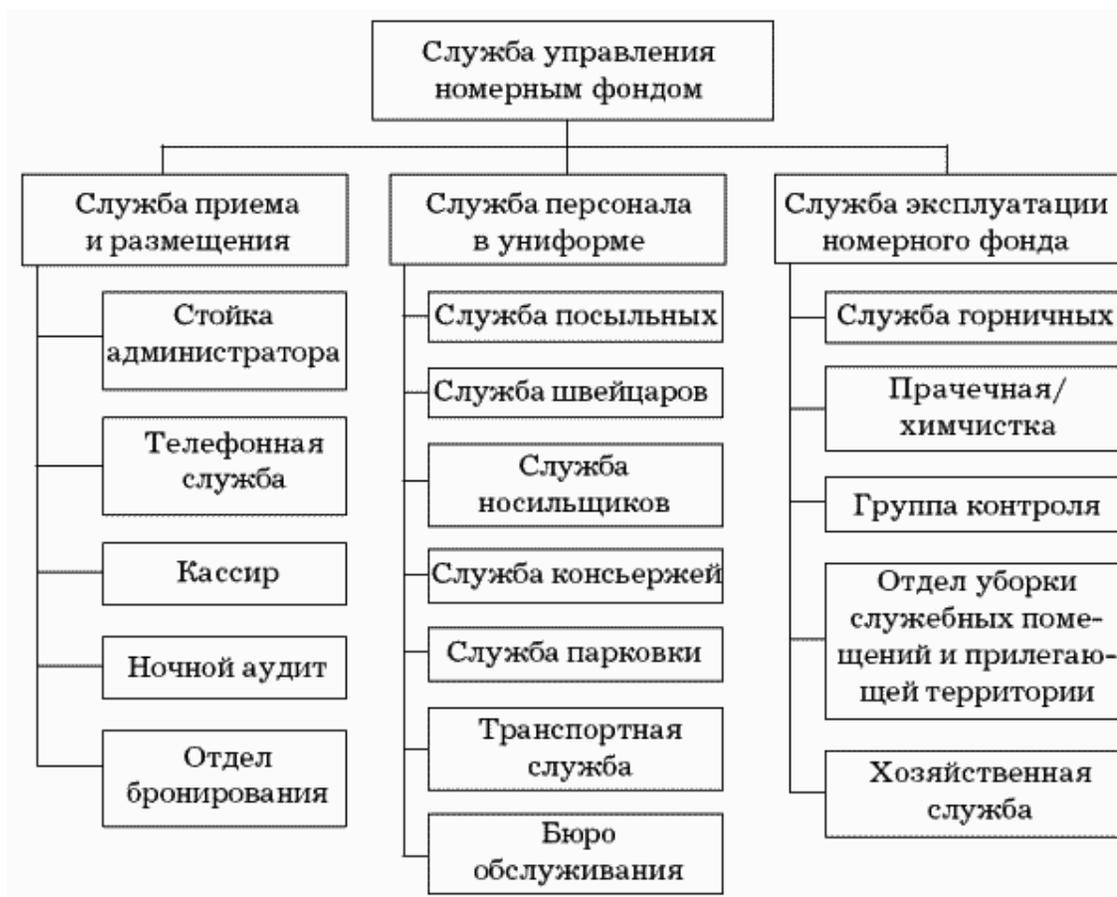 Служба управления
номерным фондом
Служба приема
и размещения
Стойка
администратора
Телефонная
служба
Кассир
Ночной аудит
Отдел
бронирования
Служба персонала
в униформе
Служба посыльных
Служба швейцаров
Служба
носильщиков
Служба консьержей
Служба парковки
Транспортная
служба
Бюро
обслуживания
Служба эксплуатации
номерного фонда
Служба горничных
Прачечная/
химчистка
Группа контроля
Отдел уборки
служебных поме-
щений и прилегаю-
щей территории
Хозяйственная
служба